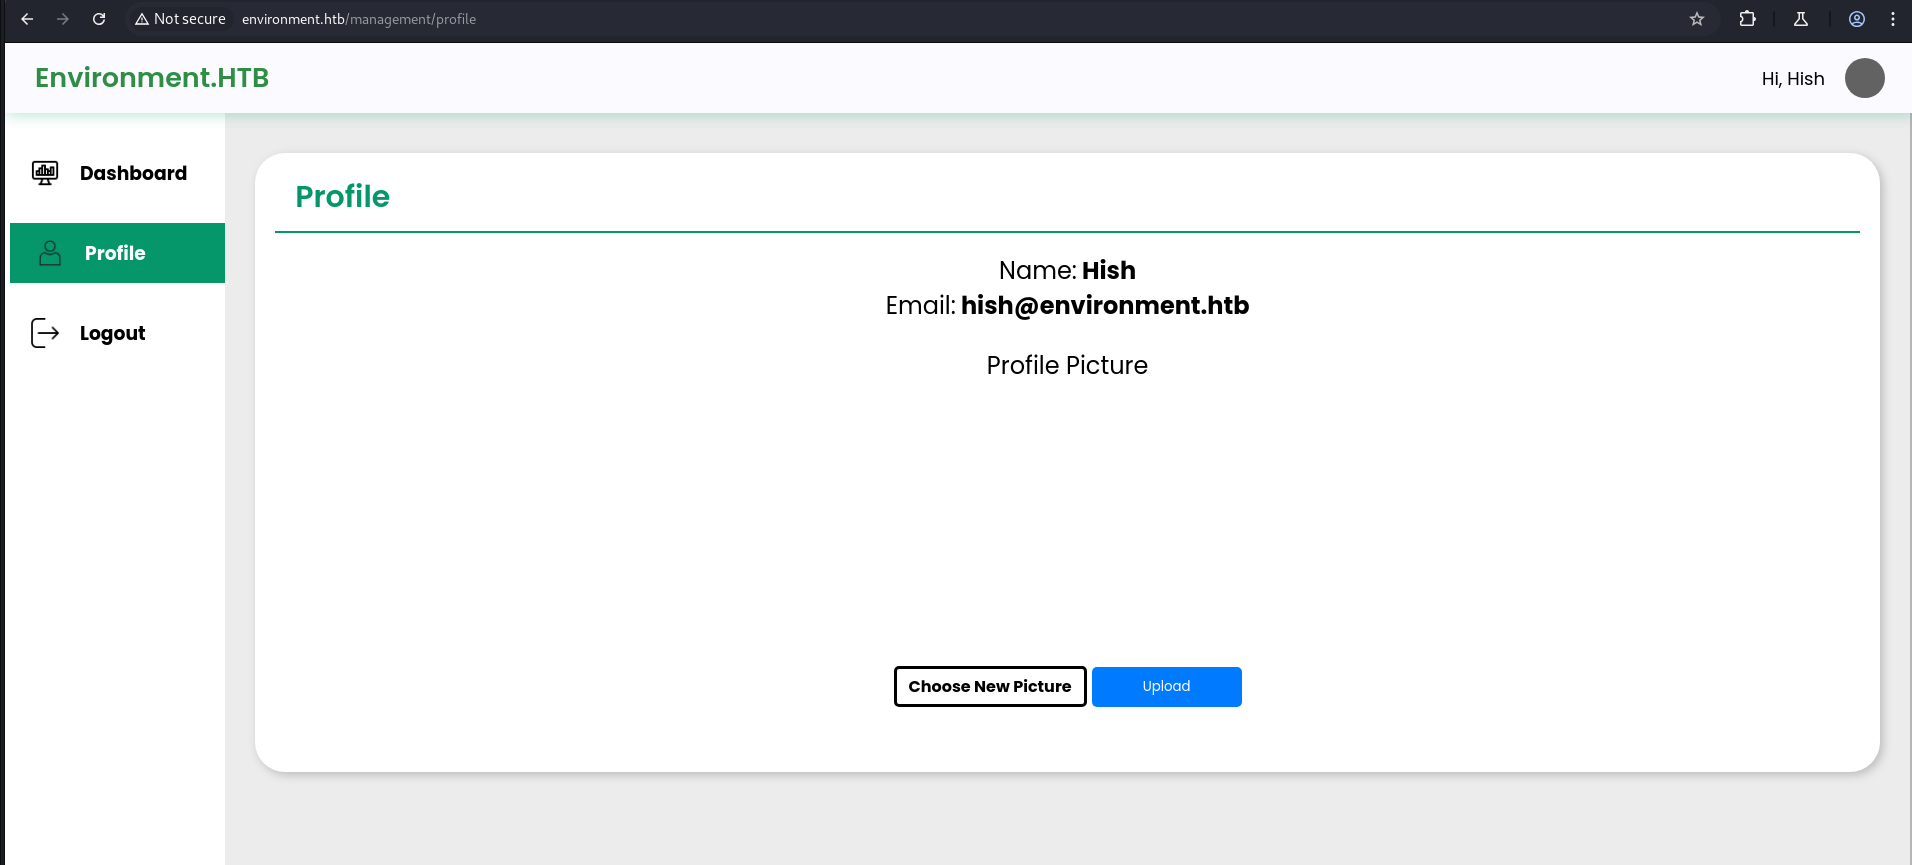 Not secure environment.htb/management/profile
Environment.HTB
Hi, Hish
Dashboard
Profile
Logout
Profile
Name: Hish
Email: hish@environment.htb
Profile Picture
Choose New Picture
Upload